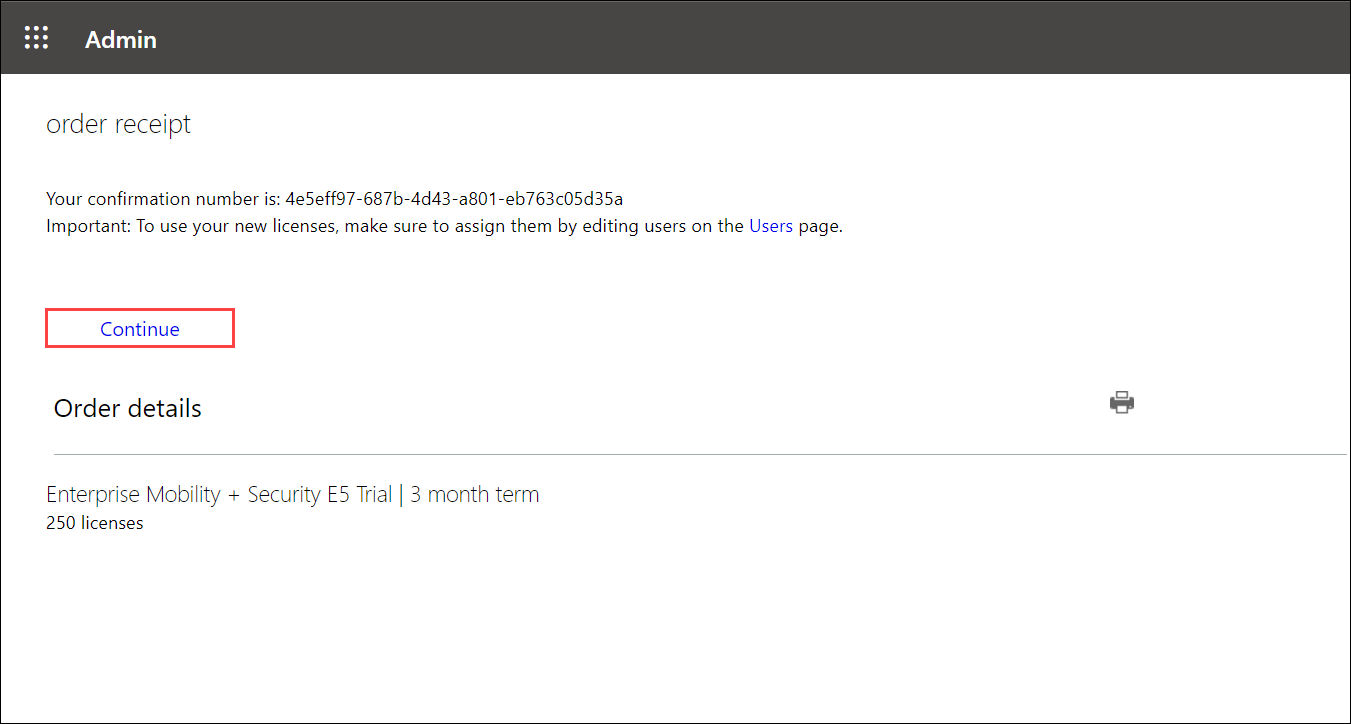 Admin
order receipt
Your confirmation number is: 4e5eff97-687b-4d43-a801-eb763c05d35a
Important: To use your new licenses, make sure to assign them by editing users on the Users page.
Continue
Order details
Enterprise Mobility + Security E5 Trial | 3 month term
250 licenses